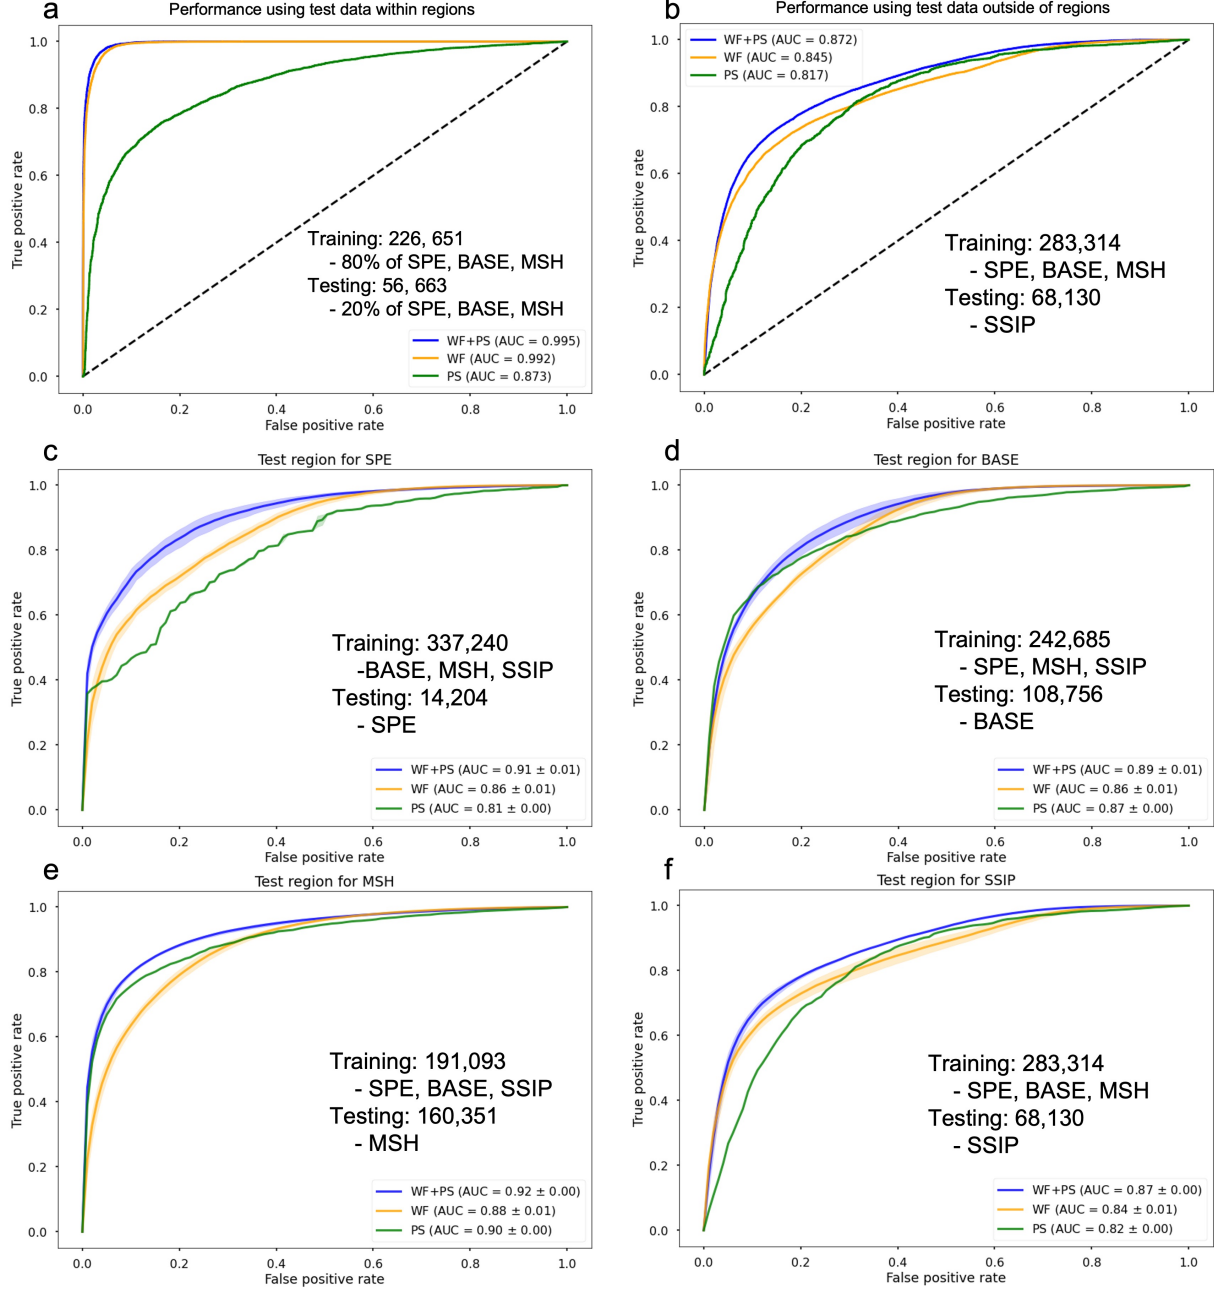 a
Performance using test data within regions
1.0
0.8
0.6
0.4
0.2
0.0
True positive rate
Training: 226, 651
- 80% of SPE, BASE, MSH
Testing: 56, 663
- 20% of SPE, BASE, MSH
WF+PS (AUC = 0.995)
WF (AUC = 0.992)
PS (AUC = 0.873)
0.0 0.2 0.4 0.6 0.8 1.0
False positive rate
b
Performance using test data outside of regions
WF+PS (AUC = 0.872)
WF (AUC = 0.845)
PS (AUC = 0.817)
1.0
0.8
0.6
0.4
0.2
0.0
True positive rate
Training: 283,314
- SPE, BASE, MSH
Testing: 68,130
- SSIP
0.0 0.2 0.4 0.6 0.8 1.0
False positive rate
c
Test region for SPE
1.0
0.8
0.6
0.4
0.2
0.0
True positive rate
Training: 337,240
-BASE, MSH, SSIP
Testing: 14,204
- SPE
WF+PS (AUC = 0.91 ± 0.01)
WF (AUC = 0.86 ± 0.01)
PS (AUC = 0.81 ± 0.00)
0.0 0.2 0.4 0.6 0.8 1.0
False positive rate
d
Test region for BASE
1.0
0.8
0.6
0.4
0.2
0.0
True positive rate
Training: 242,685
- SPE, MSH, SSIP
Testing: 108,756
- BASE
WF+PS (AUC = 0.89 ± 0.01)
WF (AUC = 0.86 ± 0.01)
PS (AUC = 0.87 ± 0.00)
0.0 0.2 0.4 0.6 0.8 1.0
False positive rate
e
Test region for MSH
1.0
0.8
0.6
0.4
0.2
0.0
True positive rate
Training: 191,093
- SPE, BASE, SSIP
Testing: 160,351
- MSH
WF+PS (AUC = 0.92 ± 0.00)
WF (AUC = 0.88 ± 0.01)
PS (AUC = 0.90 ± 0.00)
0.0 0.2 0.4 0.6 0.8 1.0
False positive rate
f
Test region for SSIP
1.0
0.8
0.6
0.4
0.2
0.0
True positive rate
Training: 283,314
- SPE, BASE, MSH
Testing: 68,130
- SSIP
WF+PS (AUC = 0.87 ± 0.00)
WF (AUC = 0.84 ± 0.01)
PS (AUC = 0.82 ± 0.00)
0.0 0.2 0.4 0.6 0.8 1.0
False positive rate